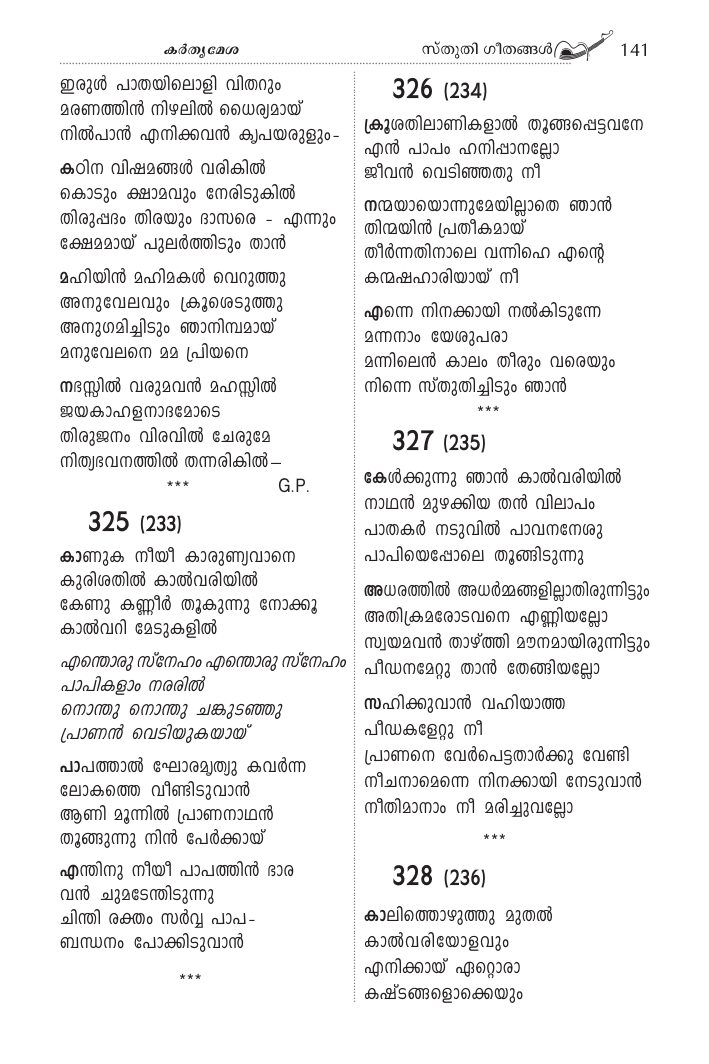 കർതൃമേശ
സ്തുതി ഗീതങ്ങൾ 141
ഇരുൾ പാതയിലൊളി വിതറും
മരണത്തിൻ നിഴലിൽ ധൈര്യമായ്
നിൽപാൻ എനിക്കവൻ കൃപയരുളും-
കഠിന വിഷമങ്ങൾ വരികിൽ
കൊടും ക്ഷാമവും നേരിടുകിൽ
തിരുപ്പദം തിരയും ദാസരെ - എന്നും
ക്ഷേമമായ് പുലർത്തിടും താൻ
മഹിയിൻ മഹിമകൾ വെറുത്തു
അനുവേലവും ക്രൂശെടുത്തു
അനുഗമിച്ചിടും ഞാനിമ്പമായ്
മനുവേലനെ മമ പ്രിയനെ
നഭസ്സിൽ വരുമവൻ മഹസ്സിൽ
ജയകാഹളനാദമോടെ
തിരുജനം വിരവിൽ ചേരുമേ
നിത്യഭവനത്തിൽ തന്നരികിൽ–
*** G.P.
325 (233)
കാണുക നീയീ കാരുണ്യവാനെ
കുരിശതിൽ കാൽവരിയിൽ
കേണു കണ്ണീർ തൂകുന്നു നോക്കൂ
കാൽവറി മേടുകളിൽ
എന്തൊരു സ്നേഹം എന്തൊരു സ്നേഹം
പാപികളാം നരരിൽ
നൊന്തു നൊന്തു ചങ്കുടഞ്ഞു
പ്രാണൻ വെടിയുകയായ്
പാപത്താൽ ഘോരമൃത്യു കവർന്ന
ലോകത്തെ വീണ്ടിടുവാൻ
ആണി മൂന്നിൽ പ്രാണനാഥൻ
തൂങ്ങുന്നു നിൻ പേർക്കായ്
എന്തിനു നീയീ പാപത്തിൻ ഭാര
വൻ ചുമടേന്തിടുന്നു
ചിന്തി രക്തം സർവ്വ പാപ-
ബന്ധനം പോക്കിടുവാൻ
***
326 (234)
ക്രൂശതിലാണികളാൽ തൂങ്ങപ്പെട്ടവനേ
എൻ പാപം ഹനിപ്പാനല്ലോ
ജീവൻ വെടിഞ്ഞതു നീ
നന്മയായൊന്നുമേയില്ലാതെ ഞാൻ
തിന്മയിൻ പ്രതീകമായ്
തീർന്നതിനാലെ വന്നിഹെ എന്റെ
കന്മഷഹാരിയായ് നീ
എന്നെ നിനക്കായി നൽകിടുന്നേ
മന്നനാം യേശുപരാ
മന്നിലെൻ കാലം തീരും വരെയും
നിന്നെ സ്തുതിച്ചിടും ഞാൻ
***
327 (235)
കേൾക്കുന്നു ഞാൻ കാൽവരിയിൽ
നാഥൻ മുഴക്കിയ തൻ വിലാപം
പാതകർ നടുവിൽ പാവനനേശു
പാപിയെപ്പോലെ തൂങ്ങിടുന്നു
അധരത്തിൽ അധർമ്മങ്ങളില്ലാതിരുന്നിട്ടും
അതിക്രമരോടവനെ എണ്ണിയല്ലോ
സ്വയമവൻ താഴ്ത്തി മൗനമായിരുന്നിട്ടും
പീഡനമേറ്റു താൻ തേങ്ങിയല്ലോ
സഹിക്കുവാൻ വഹിയാത്ത
പീഡകളേറ്റു നീ
പ്രാണനെ വേർപെട്ടതാർക്കു വേണ്ടി
നീചനാമെന്നെ നിനക്കായി നേടുവാൻ
നീതിമാനാം നീ മരിച്ചുവല്ലോ
***
328 (236)
കാലിത്തൊഴുത്തു മുതൽ
കാൽവരിയോളവും
എനിക്കായ് ഏറ്റൊരാ
കഷ്ടങ്ങളൊക്കെയും